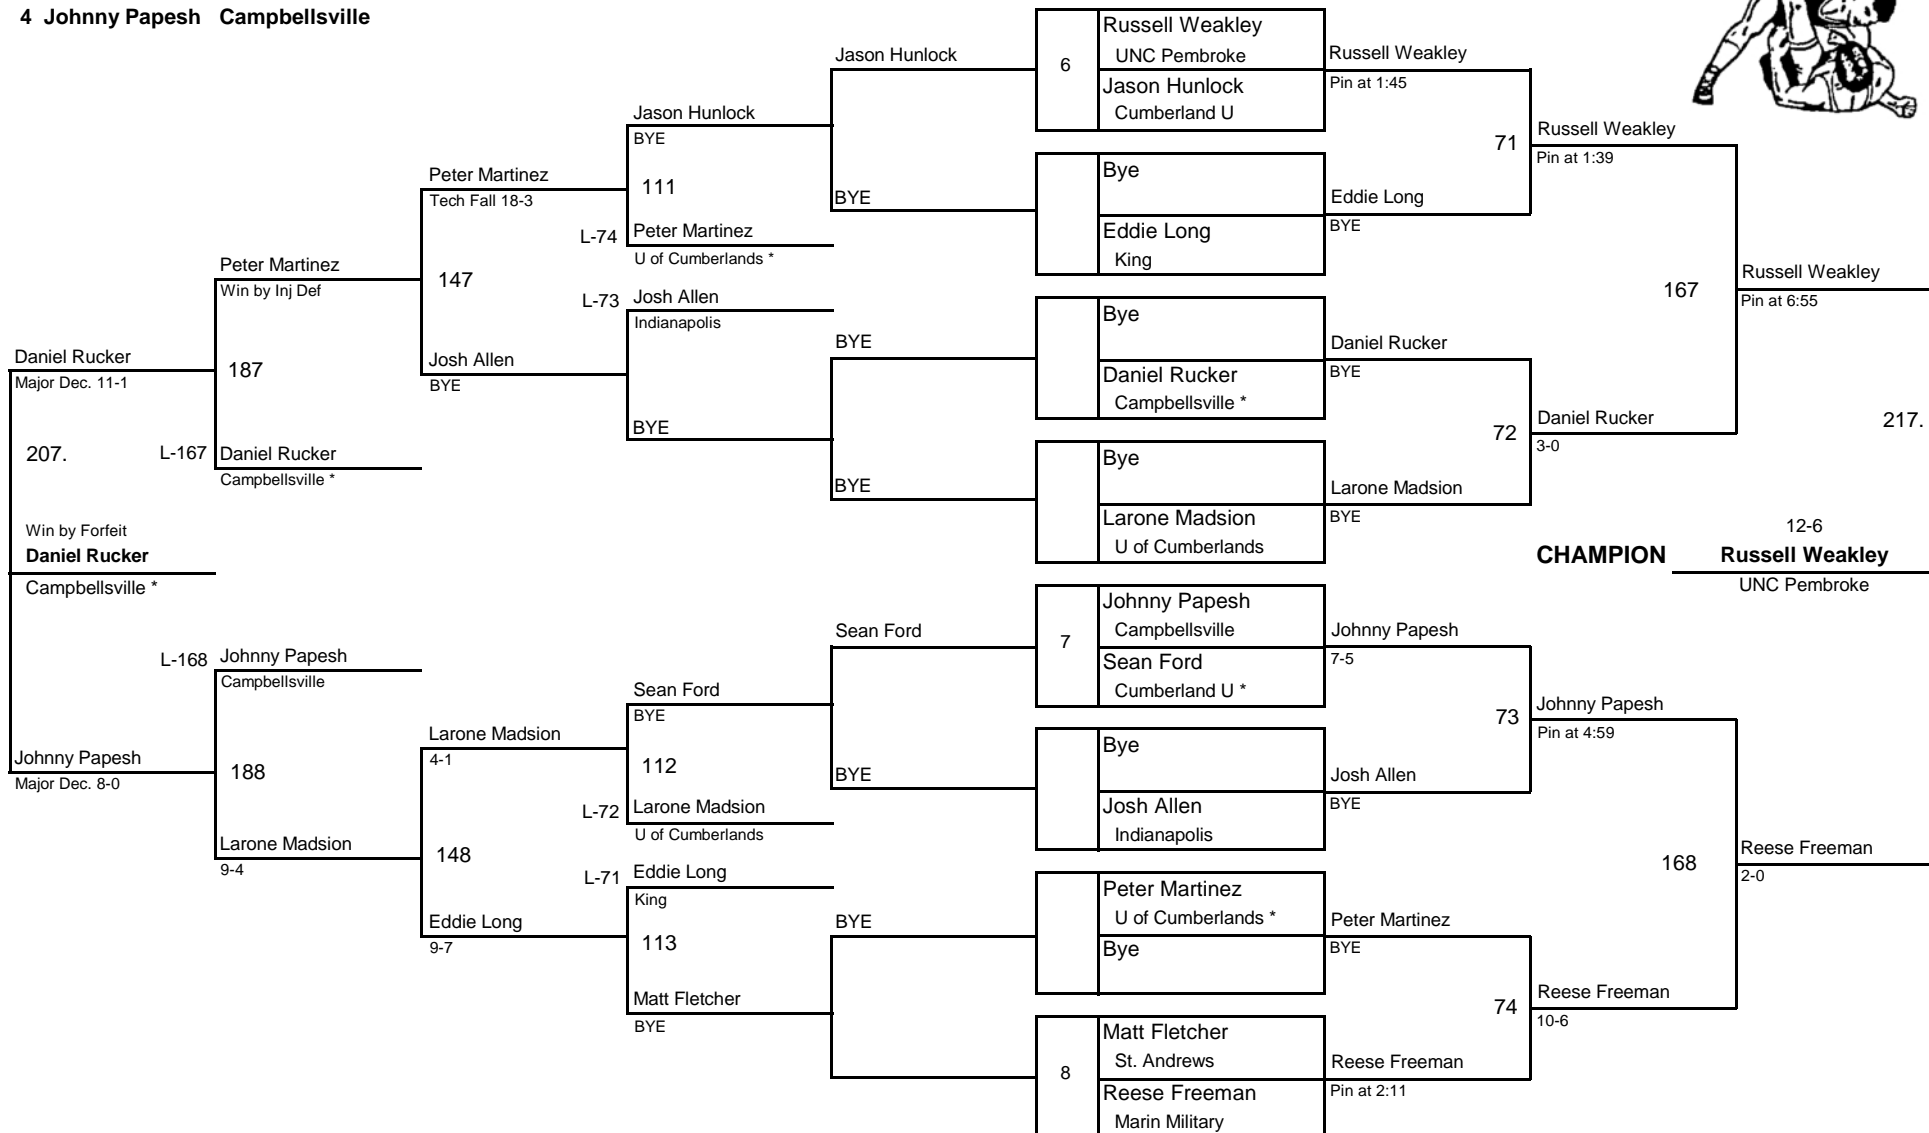 4 Johnny Papesh Campbellsville
Daniel Rucker
Major Dec. 11-1
207.
Win by Forfeit
Daniel Rucker
Campbellsville *
Johnny Papesh
Major Dec. 8-0
Peter Martinez
Win by Inj Def
187
L-167 Daniel Rucker
Campbellsville *
L-168 Johnny Papesh
Campbellsville
188
Larone Madsion
9-4
Peter Martinez
Tech Fall 18-3
147
Josh Allen
BYE
Larone Madsion
4-1
148
Eddie Long
9-7
Jason Hunlock
BYE
111
L-74 Peter Martinez
U of Cumberlands *
L-73 Josh Allen
Indianapolis
BYE
Sean Ford
BYE
112
L-72 Larone Madsion
U of Cumberlands
L-71 Eddie Long
King
113
Matt Fletcher
BYE
Jason Hunlock
BYE
BYE
BYE
Sean Ford
BYE
BYE
6
Russell Weakley
UNC Pembroke
Jason Hunlock
Cumberland U
Bye
Eddie Long
King
Bye
Daniel Rucker
Campbellsville *
Bye
Larone Madsion
U of Cumberlands
7
Johnny Papesh
Campbellsville
Sean Ford
Cumberland U *
Bye
Josh Allen
Indianapolis
Peter Martinez
U of Cumberlands *
Bye
8
Matt Fletcher
St. Andrews
Reese Freeman
Marin Military
Russell Weakley
Pin at 1:45
71
Eddie Long
BYE
Daniel Rucker
BYE
72
Larone Madsion
BYE
Johnny Papesh
7-5
73
Josh Allen
BYE
Peter Martinez
BYE
74
Reese Freeman
Pin at 2:11
Russell Weakley
Pin at 1:39
167
Daniel Rucker
3-0
Johnny Papesh
Pin at 4:59
168
Reese Freeman
10-6
Russell Weakley
Pin at 6:55
217.
12-6
CHAMPION Russell Weakley
UNC Pembroke
Reese Freeman
2-0